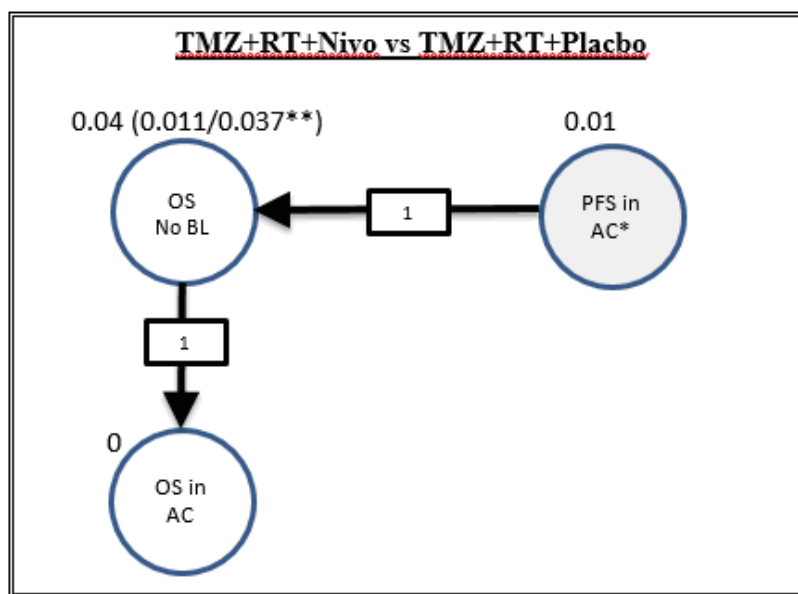 TMZ+RT+Nivo vs TMZ+RT+Placbo
0.04 (0.011/0.037**)
0.01
OS
No BL
1
PFS in
AC*
1
0
OS in
AC